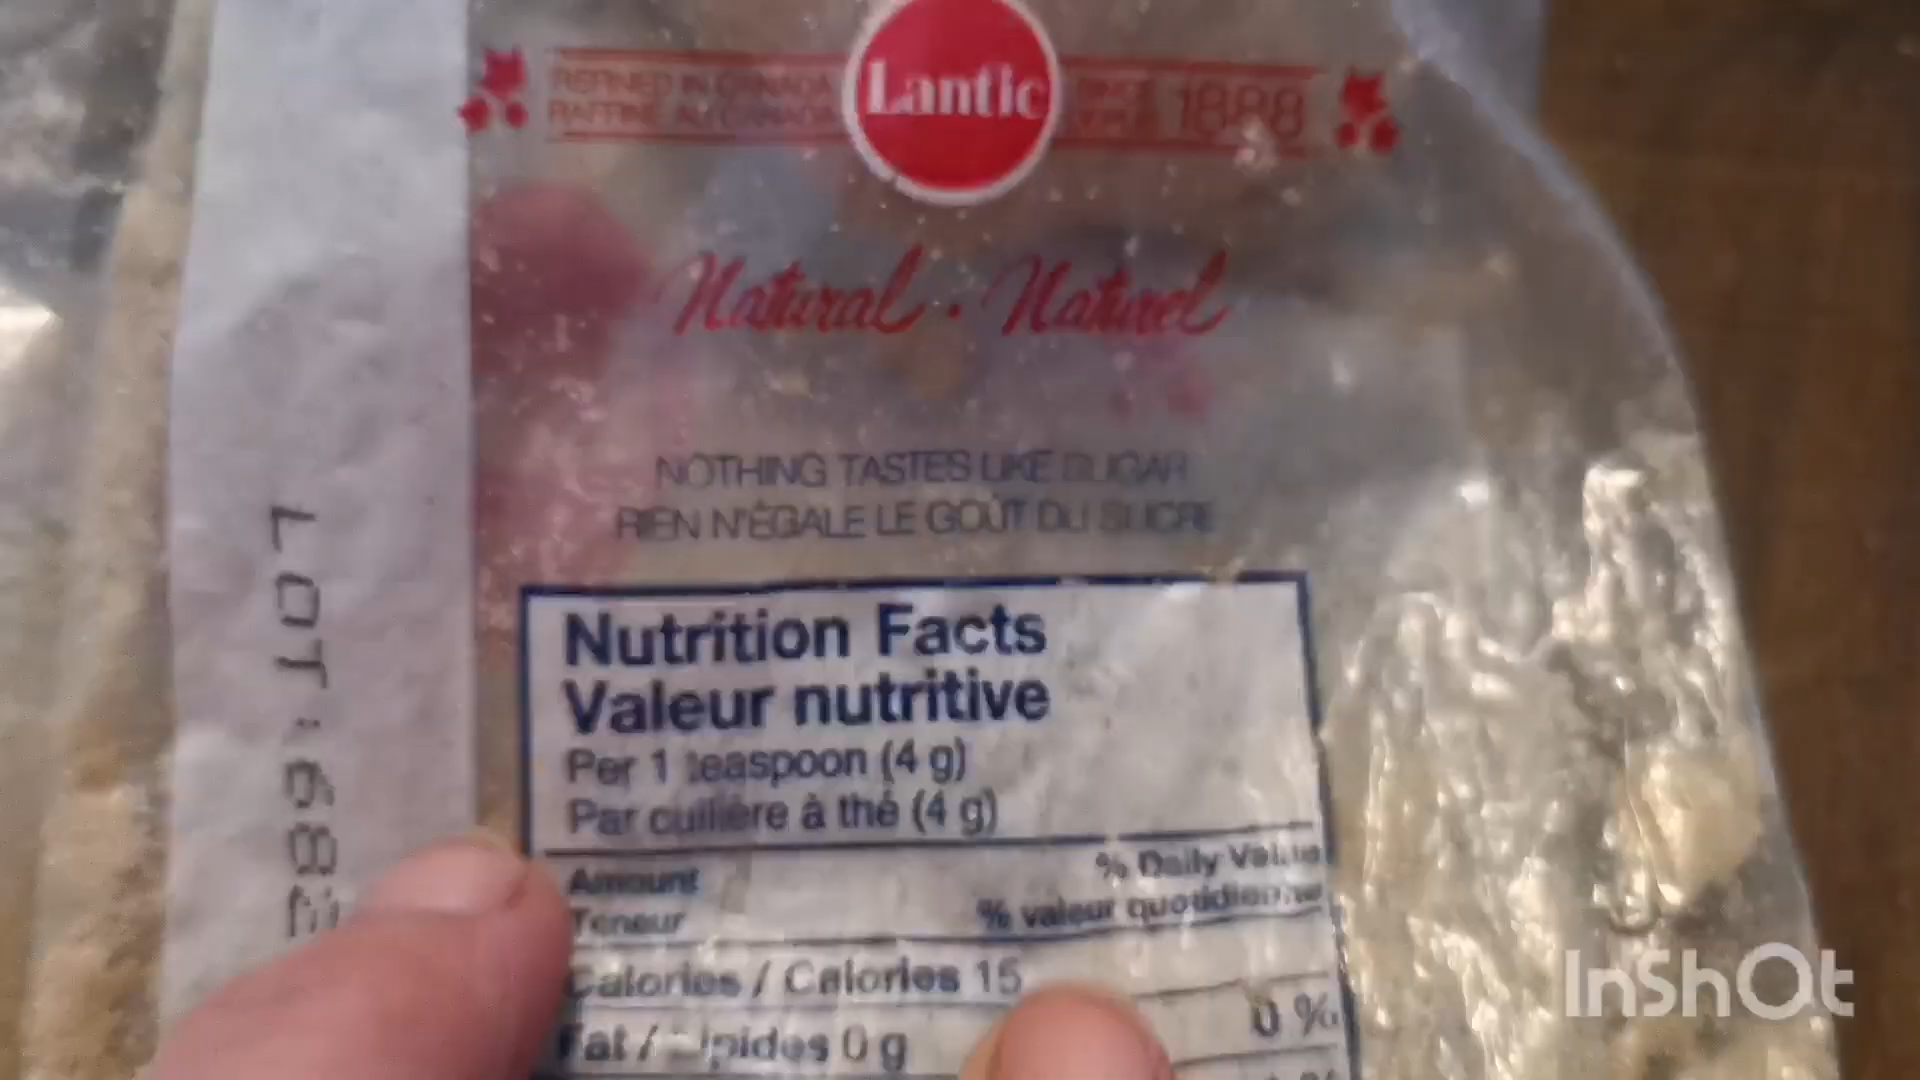 REFINED IN CANADA
RAFFINÉ AU CANADA
Lantic
SINCE
DEPUIS
1888
Natural • Naturel
NOTHING TASTES LIKE SUGAR
RIEN N'ÉGALE LE GOÛT DU SUCRE
LOT:682
Nutrition Facts
Valeur nutritive
Per 1 teaspoon (4 g)
Par cuillère à thé (4 g)
Amount
% Daily Value
Teneur
% valeur quotidienne
Calories / Calories 15
Fat / Lipides 0 g
0 %
InShOt